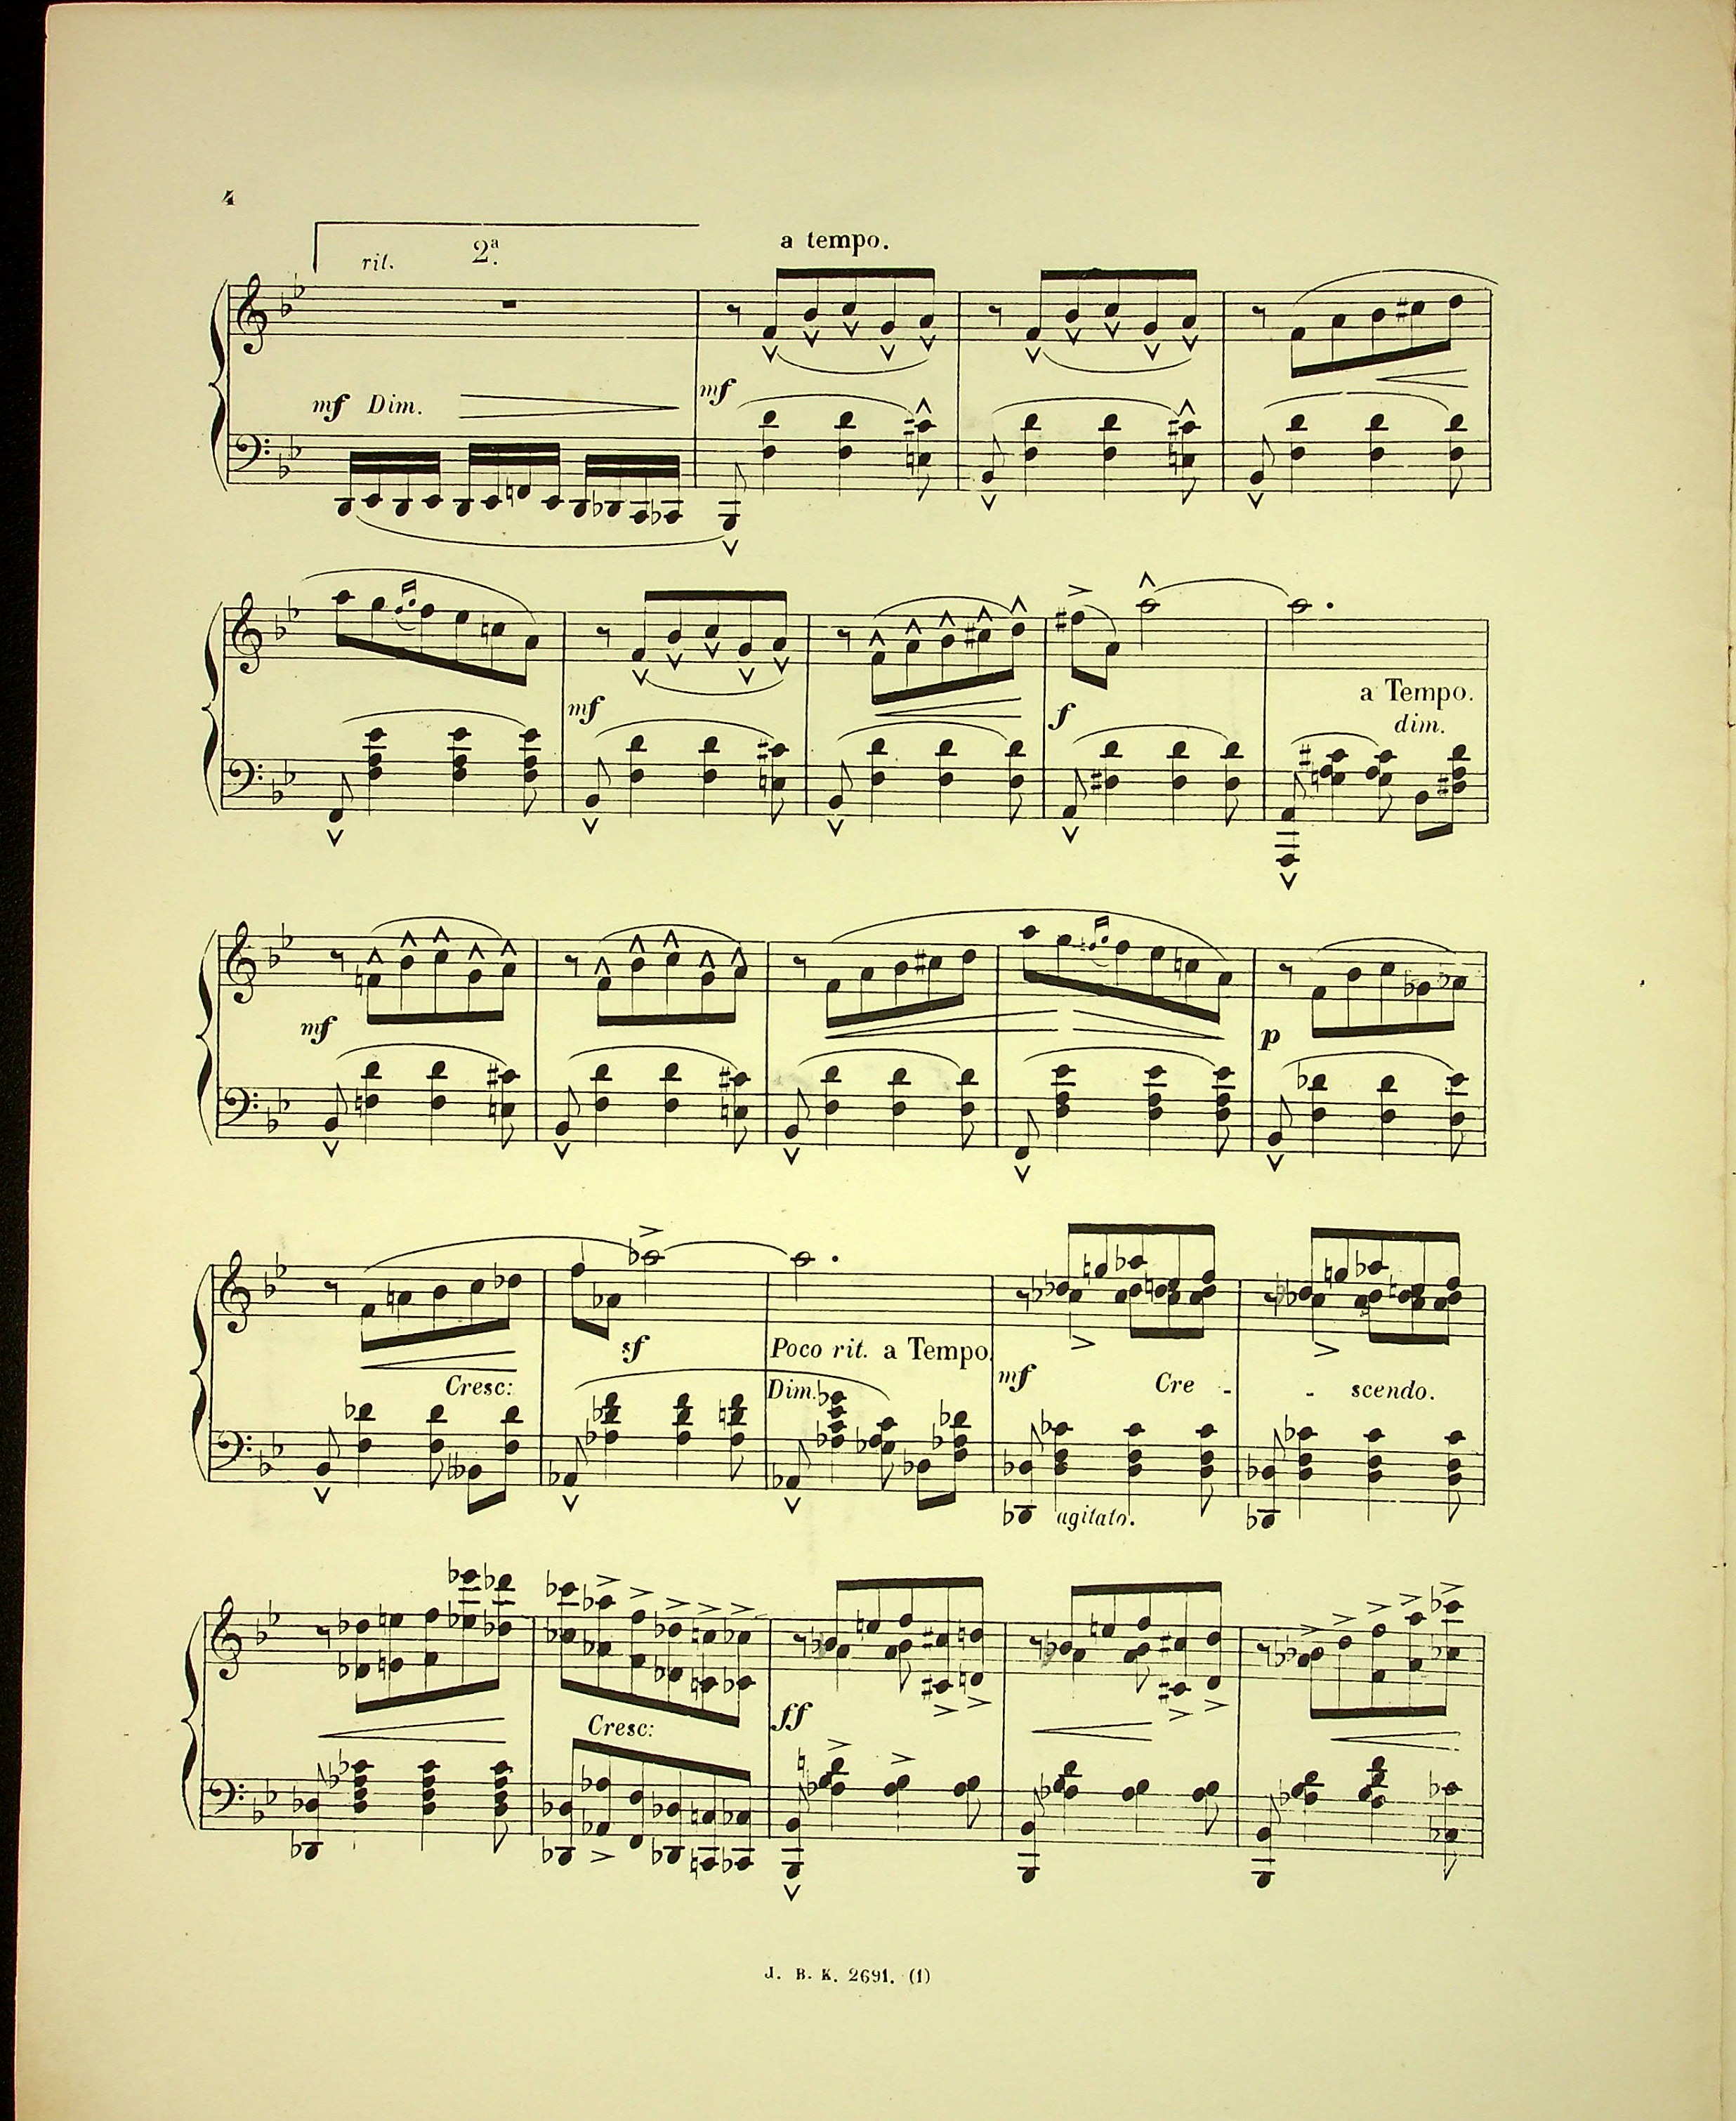 4
rit. 2ª. a tempo.
mf Dim. mf
mf f a Tempo.
dim.
mf p
sf Poco rit. a Tempo.
Cresc: Dim. mf Cre - - scendo.
agitato.
Cresc: ff
J. B. K. 2691. (1)